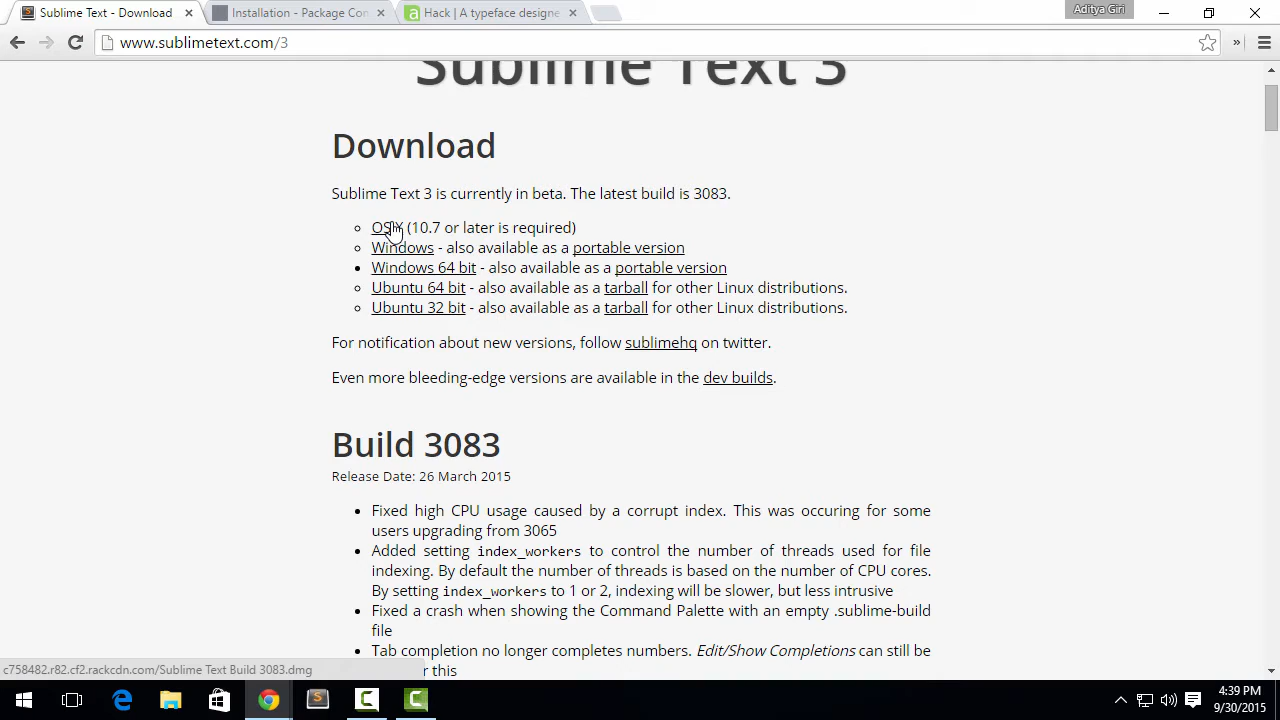 Sublime Text - Download
Installation - Package Con
Hack | A typeface designe
Aditya Giri
www.sublimetext.com/3
Sublime Text 3
Download
Sublime Text 3 is currently in beta. The latest build is 3083.
OS X (10.7 or later is required)
Windows - also available as a portable version
Windows 64 bit - also available as a portable version
Ubuntu 64 bit - also available as a tarball for other Linux distributions.
Ubuntu 32 bit - also available as a tarball for other Linux distributions.
For notification about new versions, follow sublimehq on twitter.
Even more bleeding-edge versions are available in the dev builds.
Build 3083
Release Date: 26 March 2015
Fixed high CPU usage caused by a corrupt index. This was occuring for some
users upgrading from 3065
Added setting index_workers to control the number of threads used for file
indexing. By default the number of threads is based on the number of CPU cores.
By setting index_workers to 1 or 2, indexing will be slower, but less intrusive
Fixed a crash when showing the Command Palette with an empty .sublime-build
file
Tab completion no longer completes numbers. Edit/Show Completions can still be
r this
c758482.r82.cf2.rackcdn.com/Sublime Text Build 3083.dmg
4:39 PM
9/30/2015